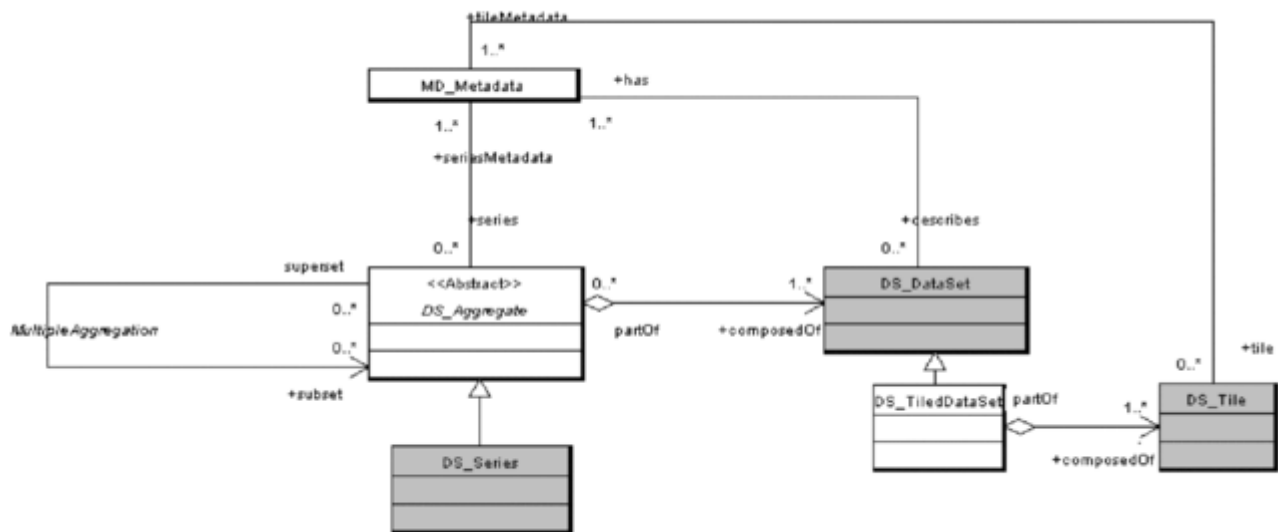 +tileMetadata
1..*
MD_Metadata
+has
1..*
1..*
+seriesMetadata
+series
+describes
0..*
0..*
superset
<<Abstract>>
DS_Aggregate
0..*
1..*
DS_DataSet
0..*
MultipleAggregation
partOf
+composedOf
0..*
+subset
+tile
0..*
DS_TiledDataSet
partOf
1..*
DS_Tile
+composedOf
DS_Series